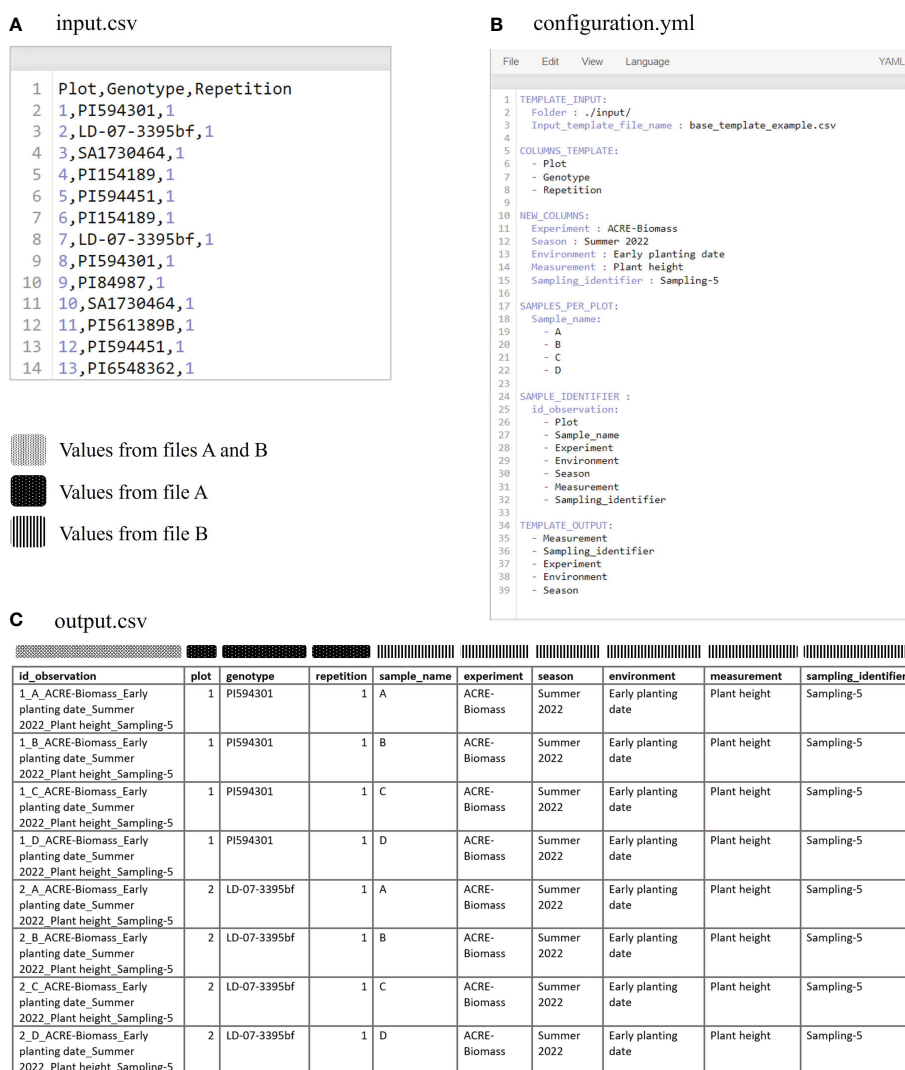 A input.csv
1 Plot,Genotype,Repetition
2 1,PI594301,1
3 2,LD-07-3395bf,1
4 3,SA1730464,1
5 4,PI154189,1
6 5,PI594451,1
7 6,PI154189,1
8 7,LD-07-3395bf,1
9 8,PI594301,1
10 9,PI84987,1
11 10,SA1730464,1
12 11,PI561389B,1
13 12,PI594451,1
14 13,PI6548362,1
Values from files A and B
Values from file A
Values from file B
B configuration.yml
File Edit View Language YAML
1 TEMPLATE_INPUT:
2 Folder : ./input/
3 Input_template_file_name : base_template_example.csv
4
5 COLUMNS_TEMPLATE:
6 - Plot
7 - Genotype
8 - Repetition
9
10 NEW_COLUMNS:
11 Experiment : ACRE-Biomass
12 Season : Summer 2022
13 Environment : Early planting date
14 Measurement : Plant height
15 Sampling_identifier : Sampling-5
16
17 SAMPLES_PER_PLOT:
18 Sample_name:
19 - A
20 - B
21 - C
22 - D
23
24 SAMPLE_IDENTIFIER :
25 id_observation:
26 - Plot
27 - Sample_name
28 - Experiment
29 - Environment
30 - Season
31 - Measurement
32 - Sampling_identifier
33
34 TEMPLATE_OUTPUT:
35 - Measurement
36 - Sampling_identifier
37 - Experiment
38 - Environment
39 - Season
C output.csv
id_observation plot genotype repetition sample_name experiment season environment measurement sampling_identifier
1_A_ACRE-Biomass_Early 1 PI594301 1 A ACRE- Summer Early planting Plant height Sampling-5
planting date_Summer Biomass 2022 date
2022_Plant height_Sampling-5
1_B_ACRE-Biomass_Early 1 PI594301 1 B ACRE- Summer Early planting Plant height Sampling-5
planting date_Summer Biomass 2022 date
2022_Plant height_Sampling-5
1_C_ACRE-Biomass_Early 1 PI594301 1 C ACRE- Summer Early planting Plant height Sampling-5
planting date_Summer Biomass 2022 date
2022_Plant height_Sampling-5
1_D_ACRE-Biomass_Early 1 PI594301 1 D ACRE- Summer Early planting Plant height Sampling-5
planting date_Summer Biomass 2022 date
2022_Plant height_Sampling-5
2_A_ACRE-Biomass_Early 2 LD-07-3395bf 1 A ACRE- Summer Early planting Plant height Sampling-5
planting date_Summer Biomass 2022 date
2022_Plant height_Sampling-5
2_B_ACRE-Biomass_Early 2 LD-07-3395bf 1 B ACRE- Summer Early planting Plant height Sampling-5
planting date_Summer Biomass 2022 date
2022_Plant height_Sampling-5
2_C_ACRE-Biomass_Early 2 LD-07-3395bf 1 C ACRE- Summer Early planting Plant height Sampling-5
planting date_Summer Biomass 2022 date
2022_Plant height_Sampling-5
2_D_ACRE-Biomass_Early 2 LD-07-3395bf 1 D ACRE- Summer Early planting Plant height Sampling-5
planting date_Summer Biomass 2022 date
2022_Plant height_Sampling-5